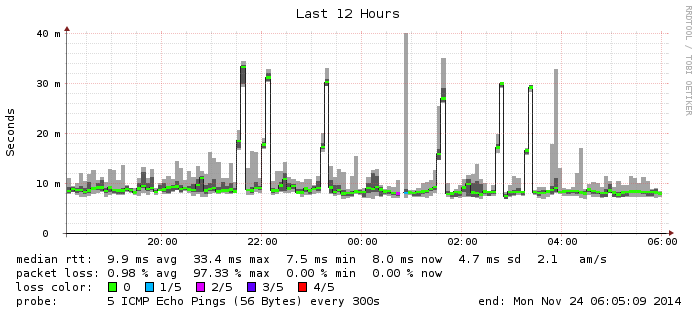 Last 12 Hours
RRDTOOL / TOBI OETIKER
Seconds
40 m
30 m
20 m
10 m
0
20:00 22:00 00:00 02:00 04:00 06:00
median rtt: 9.9 ms avg 33.4 ms max 7.5 ms min 8.0 ms now 4.7 ms sd 2.1 am/s
packet loss: 0.98 % avg 97.33 % max 0.00 % min 0.00 % now
loss color: 0 1/5 2/5 3/5 4/5
probe: 5 ICMP Echo Pings (56 Bytes) every 300s end: Mon Nov 24 06:05:09 2014